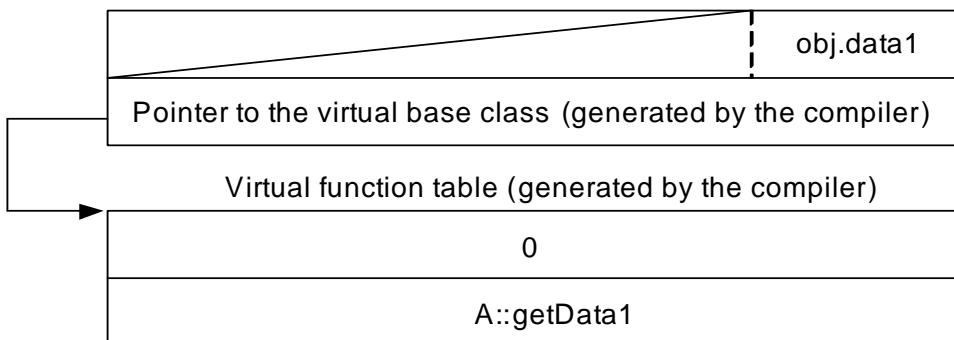 obj.data1
Pointer to the virtual base class (generated by the compiler)
Virtual function table (generated by the compiler)
0
A::getData1